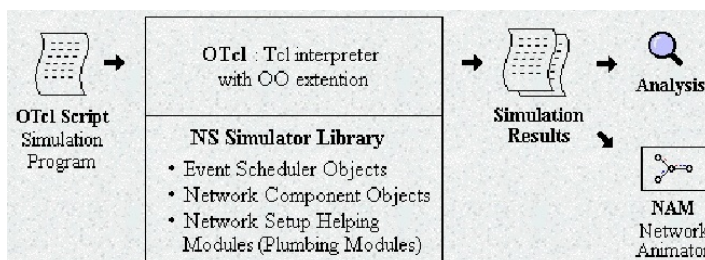 OTcl Script
Simulation
Program
OTcl : Tcl interpreter
with OO extention
NS Simulator Library
• Event Scheduler Objects
• Network Component Objects
• Network Setup Helping
Modules (Plumbing Modules)
Simulation
Results
Analysis
NAM
Network
Animator